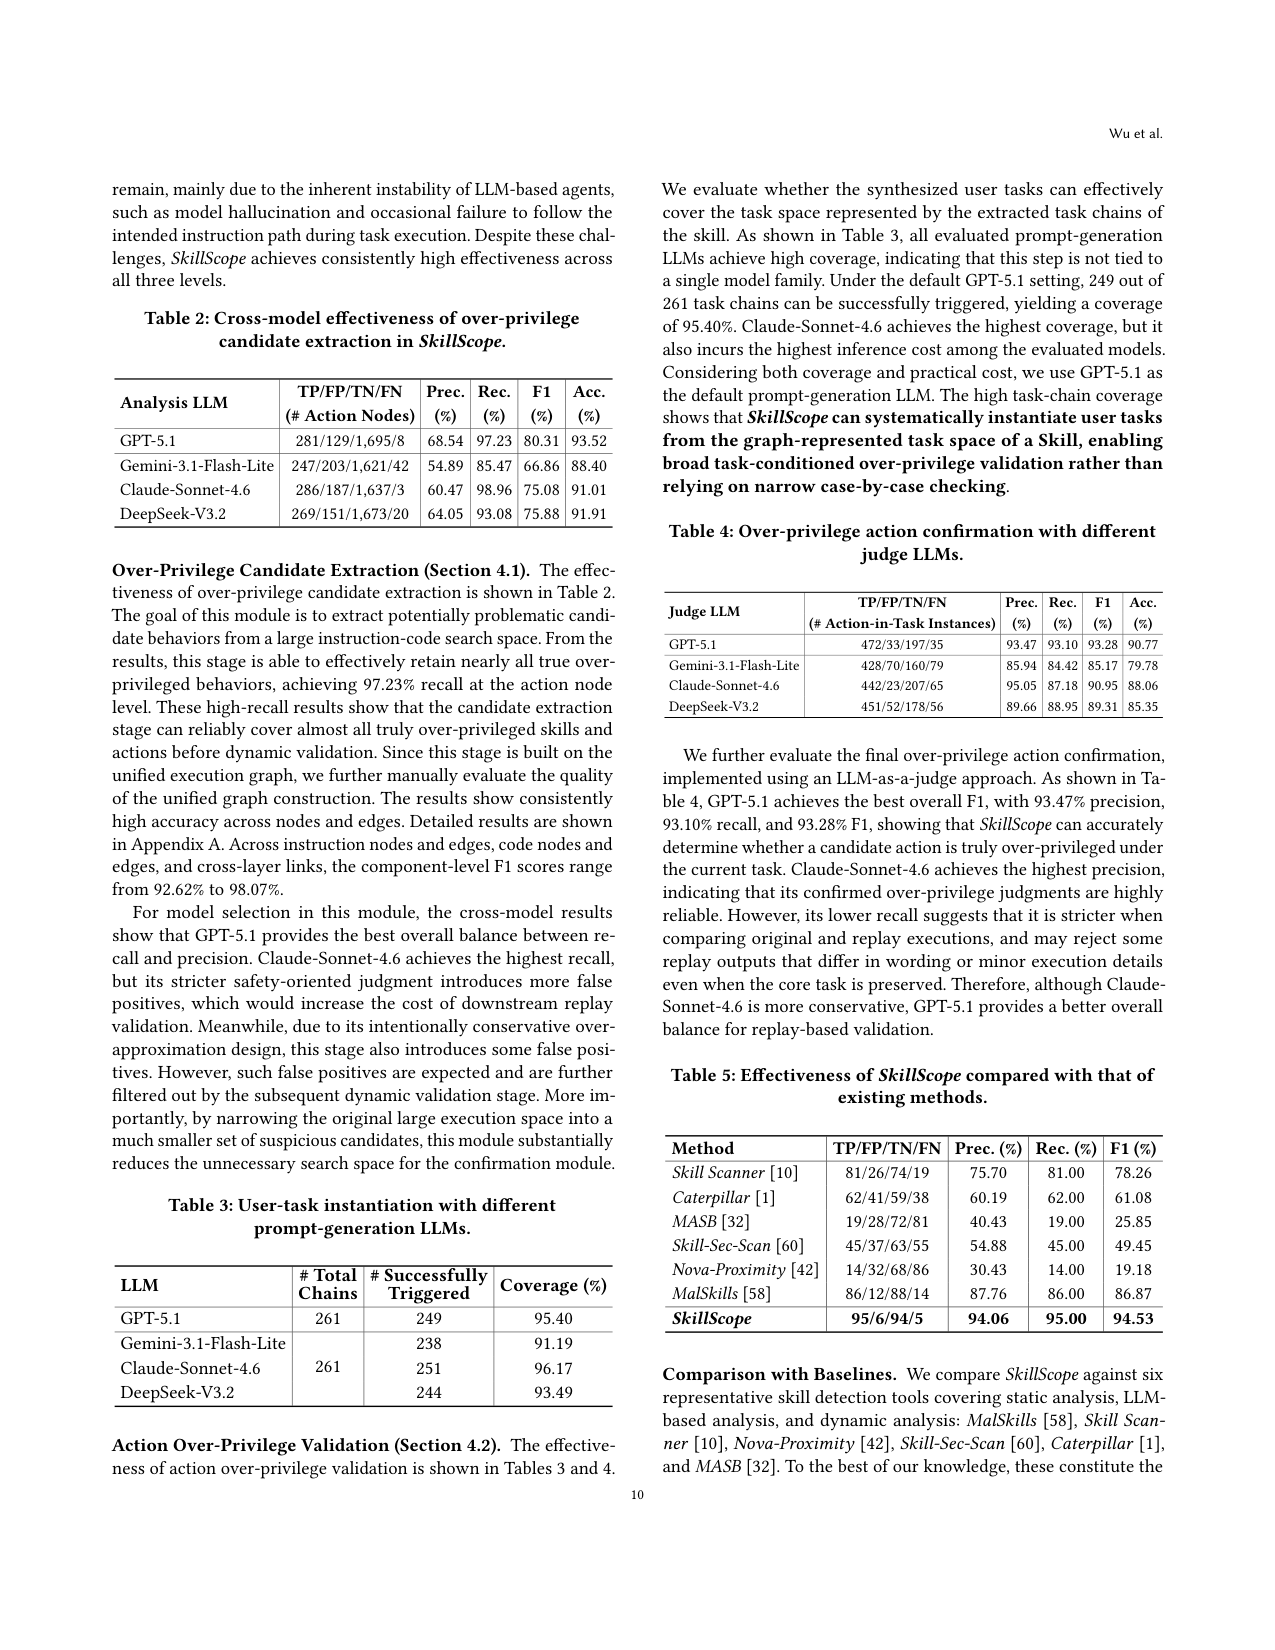 Wu et al.
remain, mainly due to the inherent instability of LLM-based agents,
such as model hallucination and occasional failure to follow the
intended instruction path during task execution. Despite these chal-
lenges, SkillScope achieves consistently high effectiveness across
all three levels.
Table 2: Cross-model effectiveness of over-privilege
candidate extraction in SkillScope.
Analysis LLM TP/FP/TN/FN Prec. Rec. F1 Acc.
(# Action Nodes) (%) (%) (%) (%)
GPT-5.1 281/129/1,695/8 68.54 97.23 80.31 93.52
Gemini-3.1-Flash-Lite 247/203/1,621/42 54.89 85.47 66.86 88.40
Claude-Sonnet-4.6 286/187/1,637/3 60.47 98.96 75.08 91.01
DeepSeek-V3.2 269/151/1,673/20 64.05 93.08 75.88 91.91
Over-Privilege Candidate Extraction (Section 4.1). The effec-
tiveness of over-privilege candidate extraction is shown in Table 2.
The goal of this module is to extract potentially problematic candi-
date behaviors from a large instruction-code search space. From the
results, this stage is able to effectively retain nearly all true over-
privileged behaviors, achieving 97.23% recall at the action node
level. These high-recall results show that the candidate extraction
stage can reliably cover almost all truly over-privileged skills and
actions before dynamic validation. Since this stage is built on the
unified execution graph, we further manually evaluate the quality
of the unified graph construction. The results show consistently
high accuracy across nodes and edges. Detailed results are shown
in Appendix A. Across instruction nodes and edges, code nodes and
edges, and cross-layer links, the component-level F1 scores range
from 92.62% to 98.07%.
For model selection in this module, the cross-model results
show that GPT-5.1 provides the best overall balance between re-
call and precision. Claude-Sonnet-4.6 achieves the highest recall,
but its stricter safety-oriented judgment introduces more false
positives, which would increase the cost of downstream replay
validation. Meanwhile, due to its intentionally conservative over-
approximation design, this stage also introduces some false posi-
tives. However, such false positives are expected and are further
filtered out by the subsequent dynamic validation stage. More im-
portantly, by narrowing the original large execution space into a
much smaller set of suspicious candidates, this module substantially
reduces the unnecessary search space for the confirmation module.
Table 3: User-task instantiation with different
prompt-generation LLMs.
LLM # Total Chains # Successfully Triggered Coverage (%)
GPT-5.1 261 249 95.40
Gemini-3.1-Flash-Lite 238 91.19
Claude-Sonnet-4.6 261 251 96.17
DeepSeek-V3.2 244 93.49
Action Over-Privilege Validation (Section 4.2). The effective-
ness of action over-privilege validation is shown in Tables 3 and 4.
We evaluate whether the synthesized user tasks can effectively
cover the task space represented by the extracted task chains of
the skill. As shown in Table 3, all evaluated prompt-generation
LLMs achieve high coverage, indicating that this step is not tied to
a single model family. Under the default GPT-5.1 setting, 249 out of
261 task chains can be successfully triggered, yielding a coverage
of 95.40%. Claude-Sonnet-4.6 achieves the highest coverage, but it
also incurs the highest inference cost among the evaluated models.
Considering both coverage and practical cost, we use GPT-5.1 as
the default prompt-generation LLM. The high task-chain coverage
shows that SkillScope can systematically instantiate user tasks
from the graph-represented task space of a Skill, enabling
broad task-conditioned over-privilege validation rather than
relying on narrow case-by-case checking.
Table 4: Over-privilege action confirmation with different
judge LLMs.
Judge LLM TP/FP/TN/FN Prec. Rec. F1 Acc.
(# Action-in-Task Instances) (%) (%) (%) (%)
GPT-5.1 472/33/197/35 93.47 93.10 93.28 90.77
Gemini-3.1-Flash-Lite 428/70/160/79 85.94 84.42 85.17 79.78
Claude-Sonnet-4.6 442/23/207/65 95.05 87.18 90.95 88.06
DeepSeek-V3.2 451/52/178/56 89.66 88.95 89.31 85.35
We further evaluate the final over-privilege action confirmation,
implemented using an LLM-as-a-judge approach. As shown in Ta-
ble 4, GPT-5.1 achieves the best overall F1, with 93.47% precision,
93.10% recall, and 93.28% F1, showing that SkillScope can accurately
determine whether a candidate action is truly over-privileged under
the current task. Claude-Sonnet-4.6 achieves the highest precision,
indicating that its confirmed over-privilege judgments are highly
reliable. However, its lower recall suggests that it is stricter when
comparing original and replay executions, and may reject some
replay outputs that differ in wording or minor execution details
even when the core task is preserved. Therefore, although Claude-
Sonnet-4.6 is more conservative, GPT-5.1 provides a better overall
balance for replay-based validation.
Table 5: Effectiveness of SkillScope compared with that of
existing methods.
Method TP/FP/TN/FN Prec. (%) Rec. (%) F1 (%)
Skill Scanner [10] 81/26/74/19 75.70 81.00 78.26
Caterpillar [1] 62/41/59/38 60.19 62.00 61.08
MASB [32] 19/28/72/81 40.43 19.00 25.85
Skill-Sec-Scan [60] 45/37/63/55 54.88 45.00 49.45
Nova-Proximity [42] 14/32/68/86 30.43 14.00 19.18
MalSkills [58] 86/12/88/14 87.76 86.00 86.87
SkillScope 95/6/94/5 94.06 95.00 94.53
Comparison with Baselines. We compare SkillScope against six
representative skill detection tools covering static analysis, LLM-
based analysis, and dynamic analysis: MalSkills [58], Skill Scan-
ner [10], Nova-Proximity [42], Skill-Sec-Scan [60], Caterpillar [1],
and MASB [32]. To the best of our knowledge, these constitute the
10